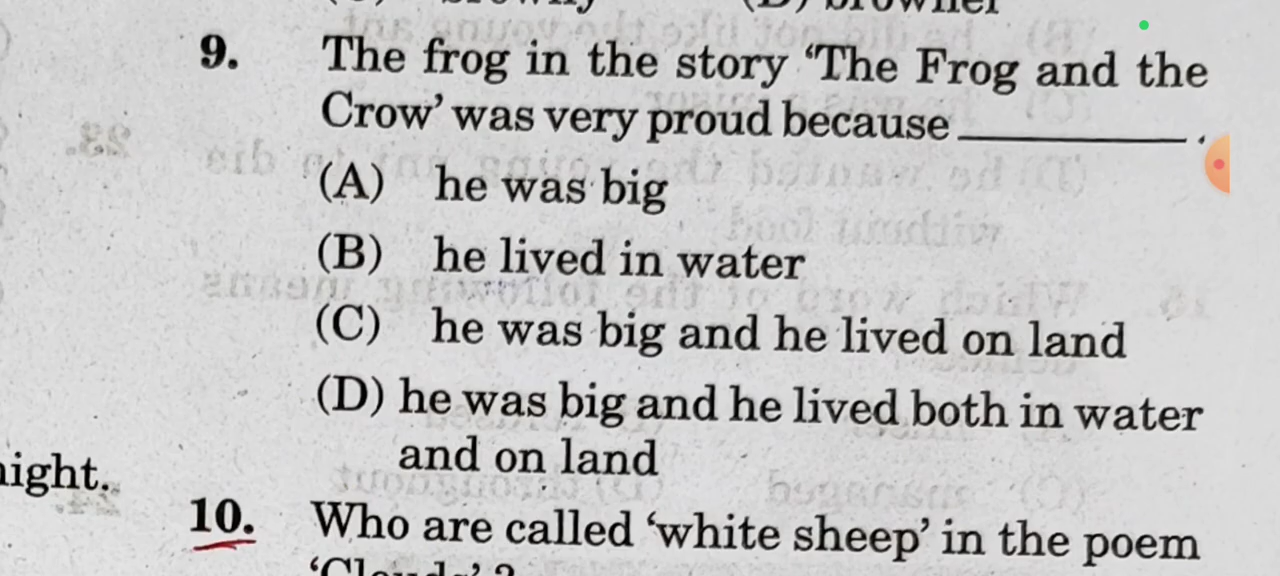 9. The frog in the story ‘The Frog and the
Crow’ was very proud because ____________.
(A) he was big
(B) he lived in water
(C) he was big and he lived on land
(D) he was big and he lived both in water
and on land
10. Who are called ‘white sheep’ in the poem